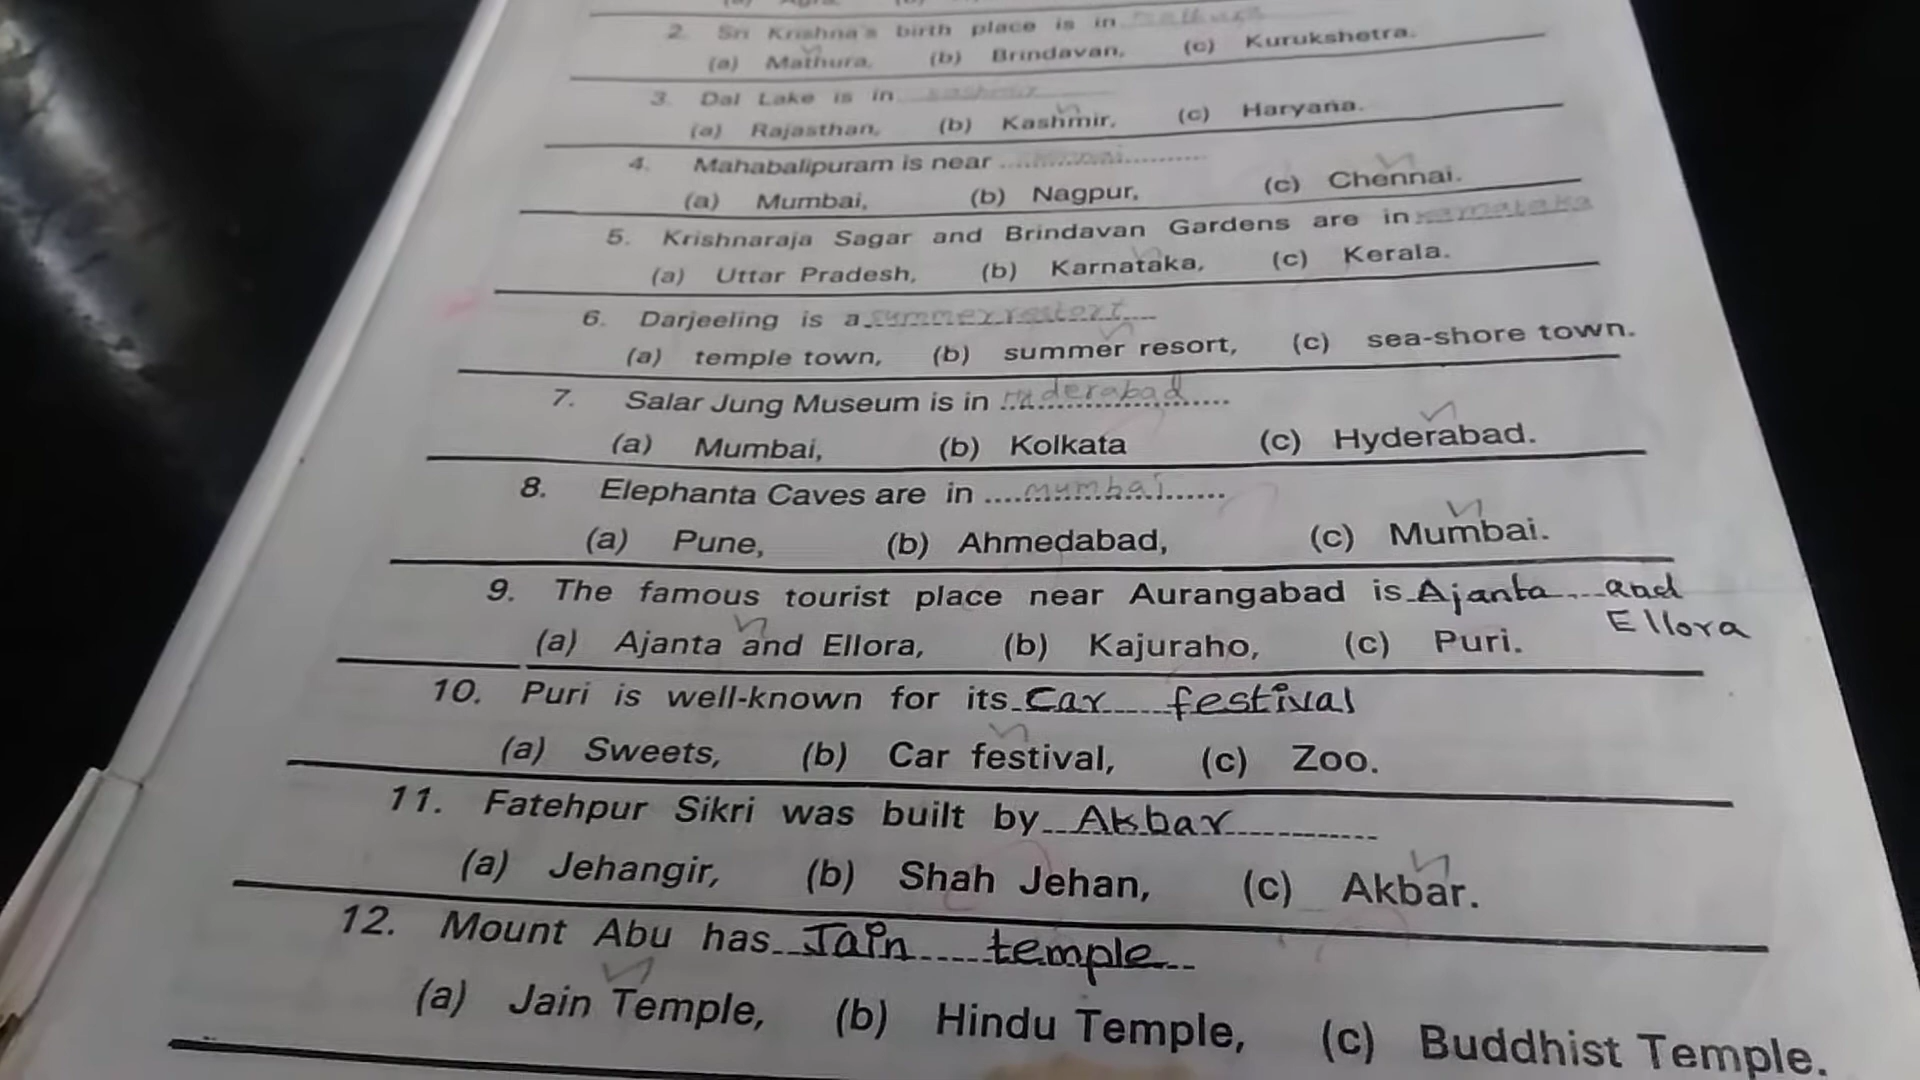 2. Sri Krishna's birth place is in
(a) Mathura, (b) Brindavan, (c) Kurukshetra.
3. Dal Lake is in
(a) Rajasthan, (b) Kashmir, (c) Haryana.
4. Mahabalipuram is near ..............................
(a) Mumbai, (b) Nagpur, (c) Chennai.
5. Krishnaraja Sagar and Brindavan Gardens are in karnataka
(a) Uttar Pradesh, (b) Karnataka, (c) Kerala.
6. Darjeeling is a summer restort
(a) temple town, (b) summer resort, (c) sea-shore town.
7. Salar Jung Museum is in
(a) Mumbai, (b) Kolkata (c) Hyderabad.
8. Elephanta Caves are in ....mumbai......
(a) Pune, (b) Ahmedabad, (c) Mumbai.
9. The famous tourist place near Aurangabad is Ajanta and
Ellora
(a) Ajanta and Ellora, (b) Kajuraho, (c) Puri.
10. Puri is well-known for its Car festival
(a) Sweets, (b) Car festival, (c) Zoo.
11. Fatehpur Sikri was built by Akbar
(a) Jehangir, (b) Shah Jehan, (c) Akbar.
12. Mount Abu has Jain temple
(a) Jain Temple, (b) Hindu Temple, (c) Buddhist Temple.